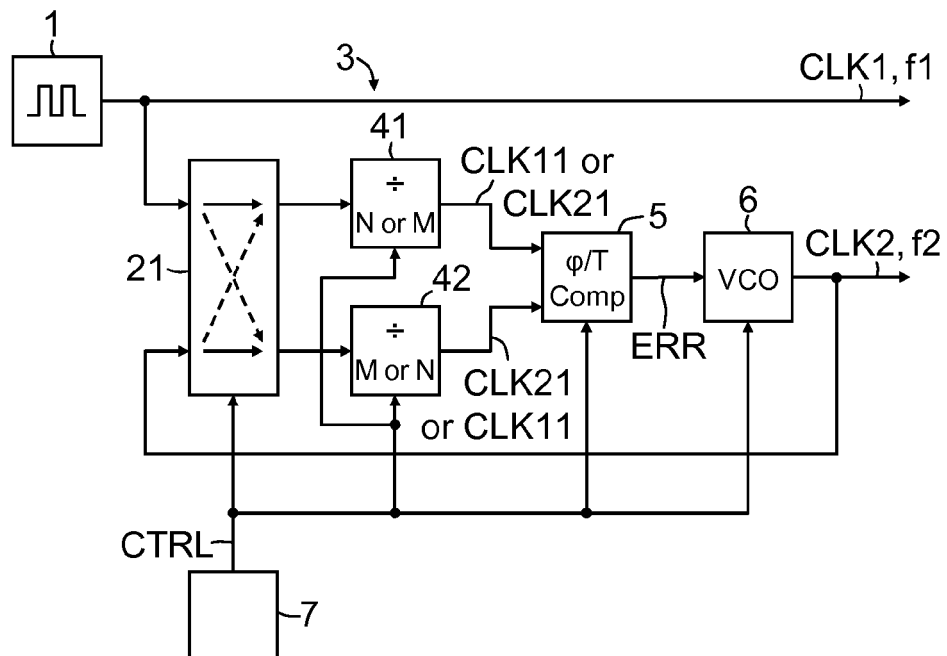 1
3
CLK1, f1
41
÷
N or M
CLK11 or
CLK21
5
6
CLK2, f2
21
φ/T
Comp
VCO
42
÷
M or N
ERR
CLK21
or CLK11
CTRL
7